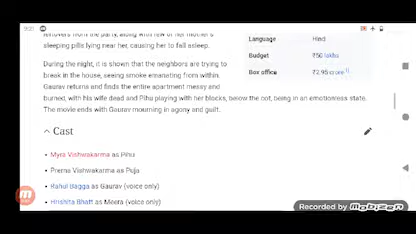 9:21
leftovers from the party, along with few of her mother's
sleeping pills lying near her, causing her to fall asleep.
During the night, it is shown that the neighbors are trying to
break in the house, seeing smoke emanating from within.
Gaurav returns and finds the entire apartment messy and
burned, with his wife dead and Pihu playing with her blocks, below the cot, being in an emotionless state.
The movie ends with Gaurav mourning in agony and guilt.
Language Hindi
Budget ₹50 lakhs
Box office ₹2.95 crore
Cast
• Myra Vishwakarma as Pihu
• Prerna Vishwakarma as Puja
• Rahul Bagga as Gaurav (voice only)
• Hrishita Bhatt as Meera (voice only)
Recorded by Mobizen